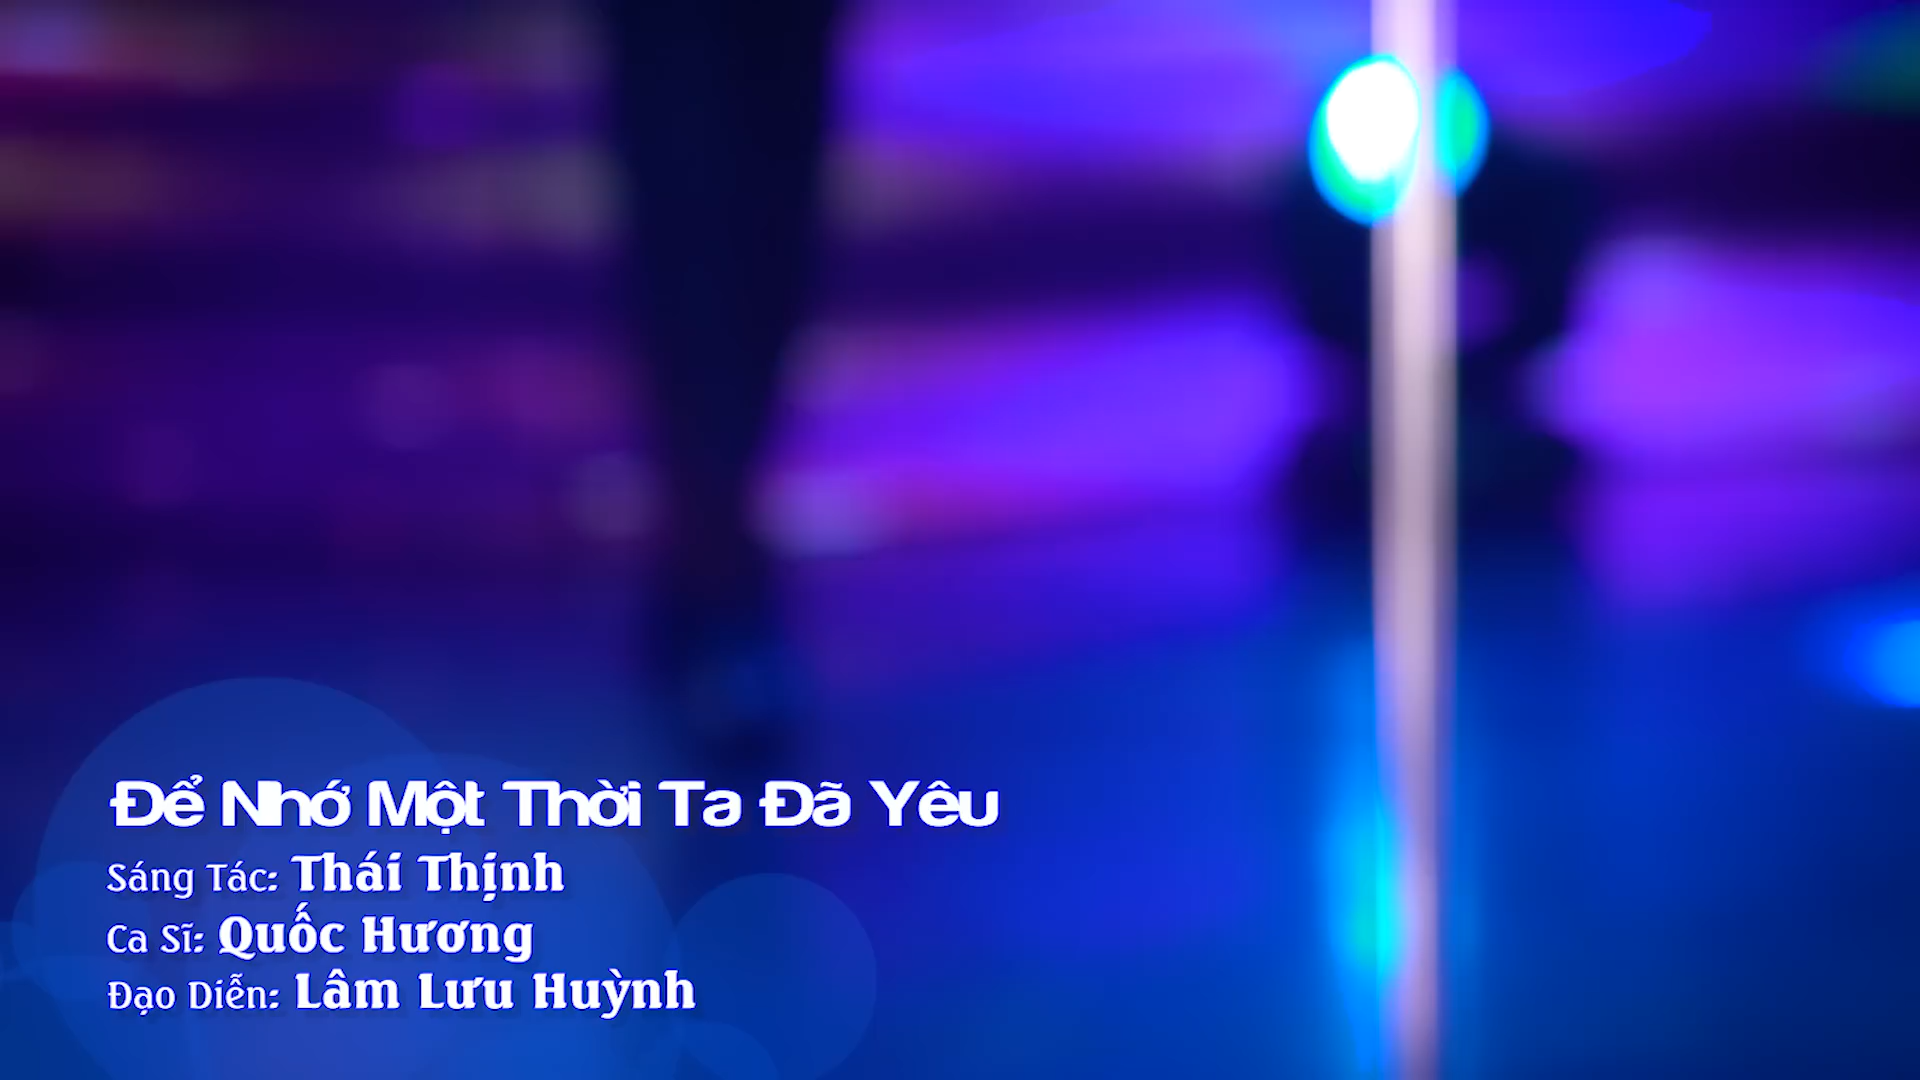 Để Nhớ Một Thời Ta Đã Yêu
Sáng Tác: Thái Thịnh
Ca Sĩ: Quốc Hương
Đạo Diễn: Lâm Lưu Huỳnh